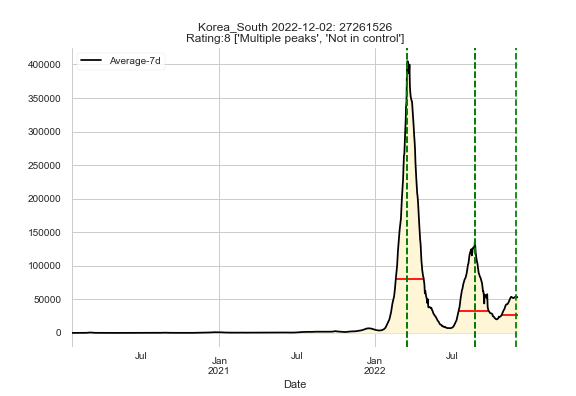 Korea_South 2022-12-02: 27261526
Rating:8 ['Multiple peaks', 'Not in control']
Average-7d
400000
350000
300000
250000
200000
150000
100000
50000
0
Jul
Jan
2021
Jul
Jan
2022
Jul
Date